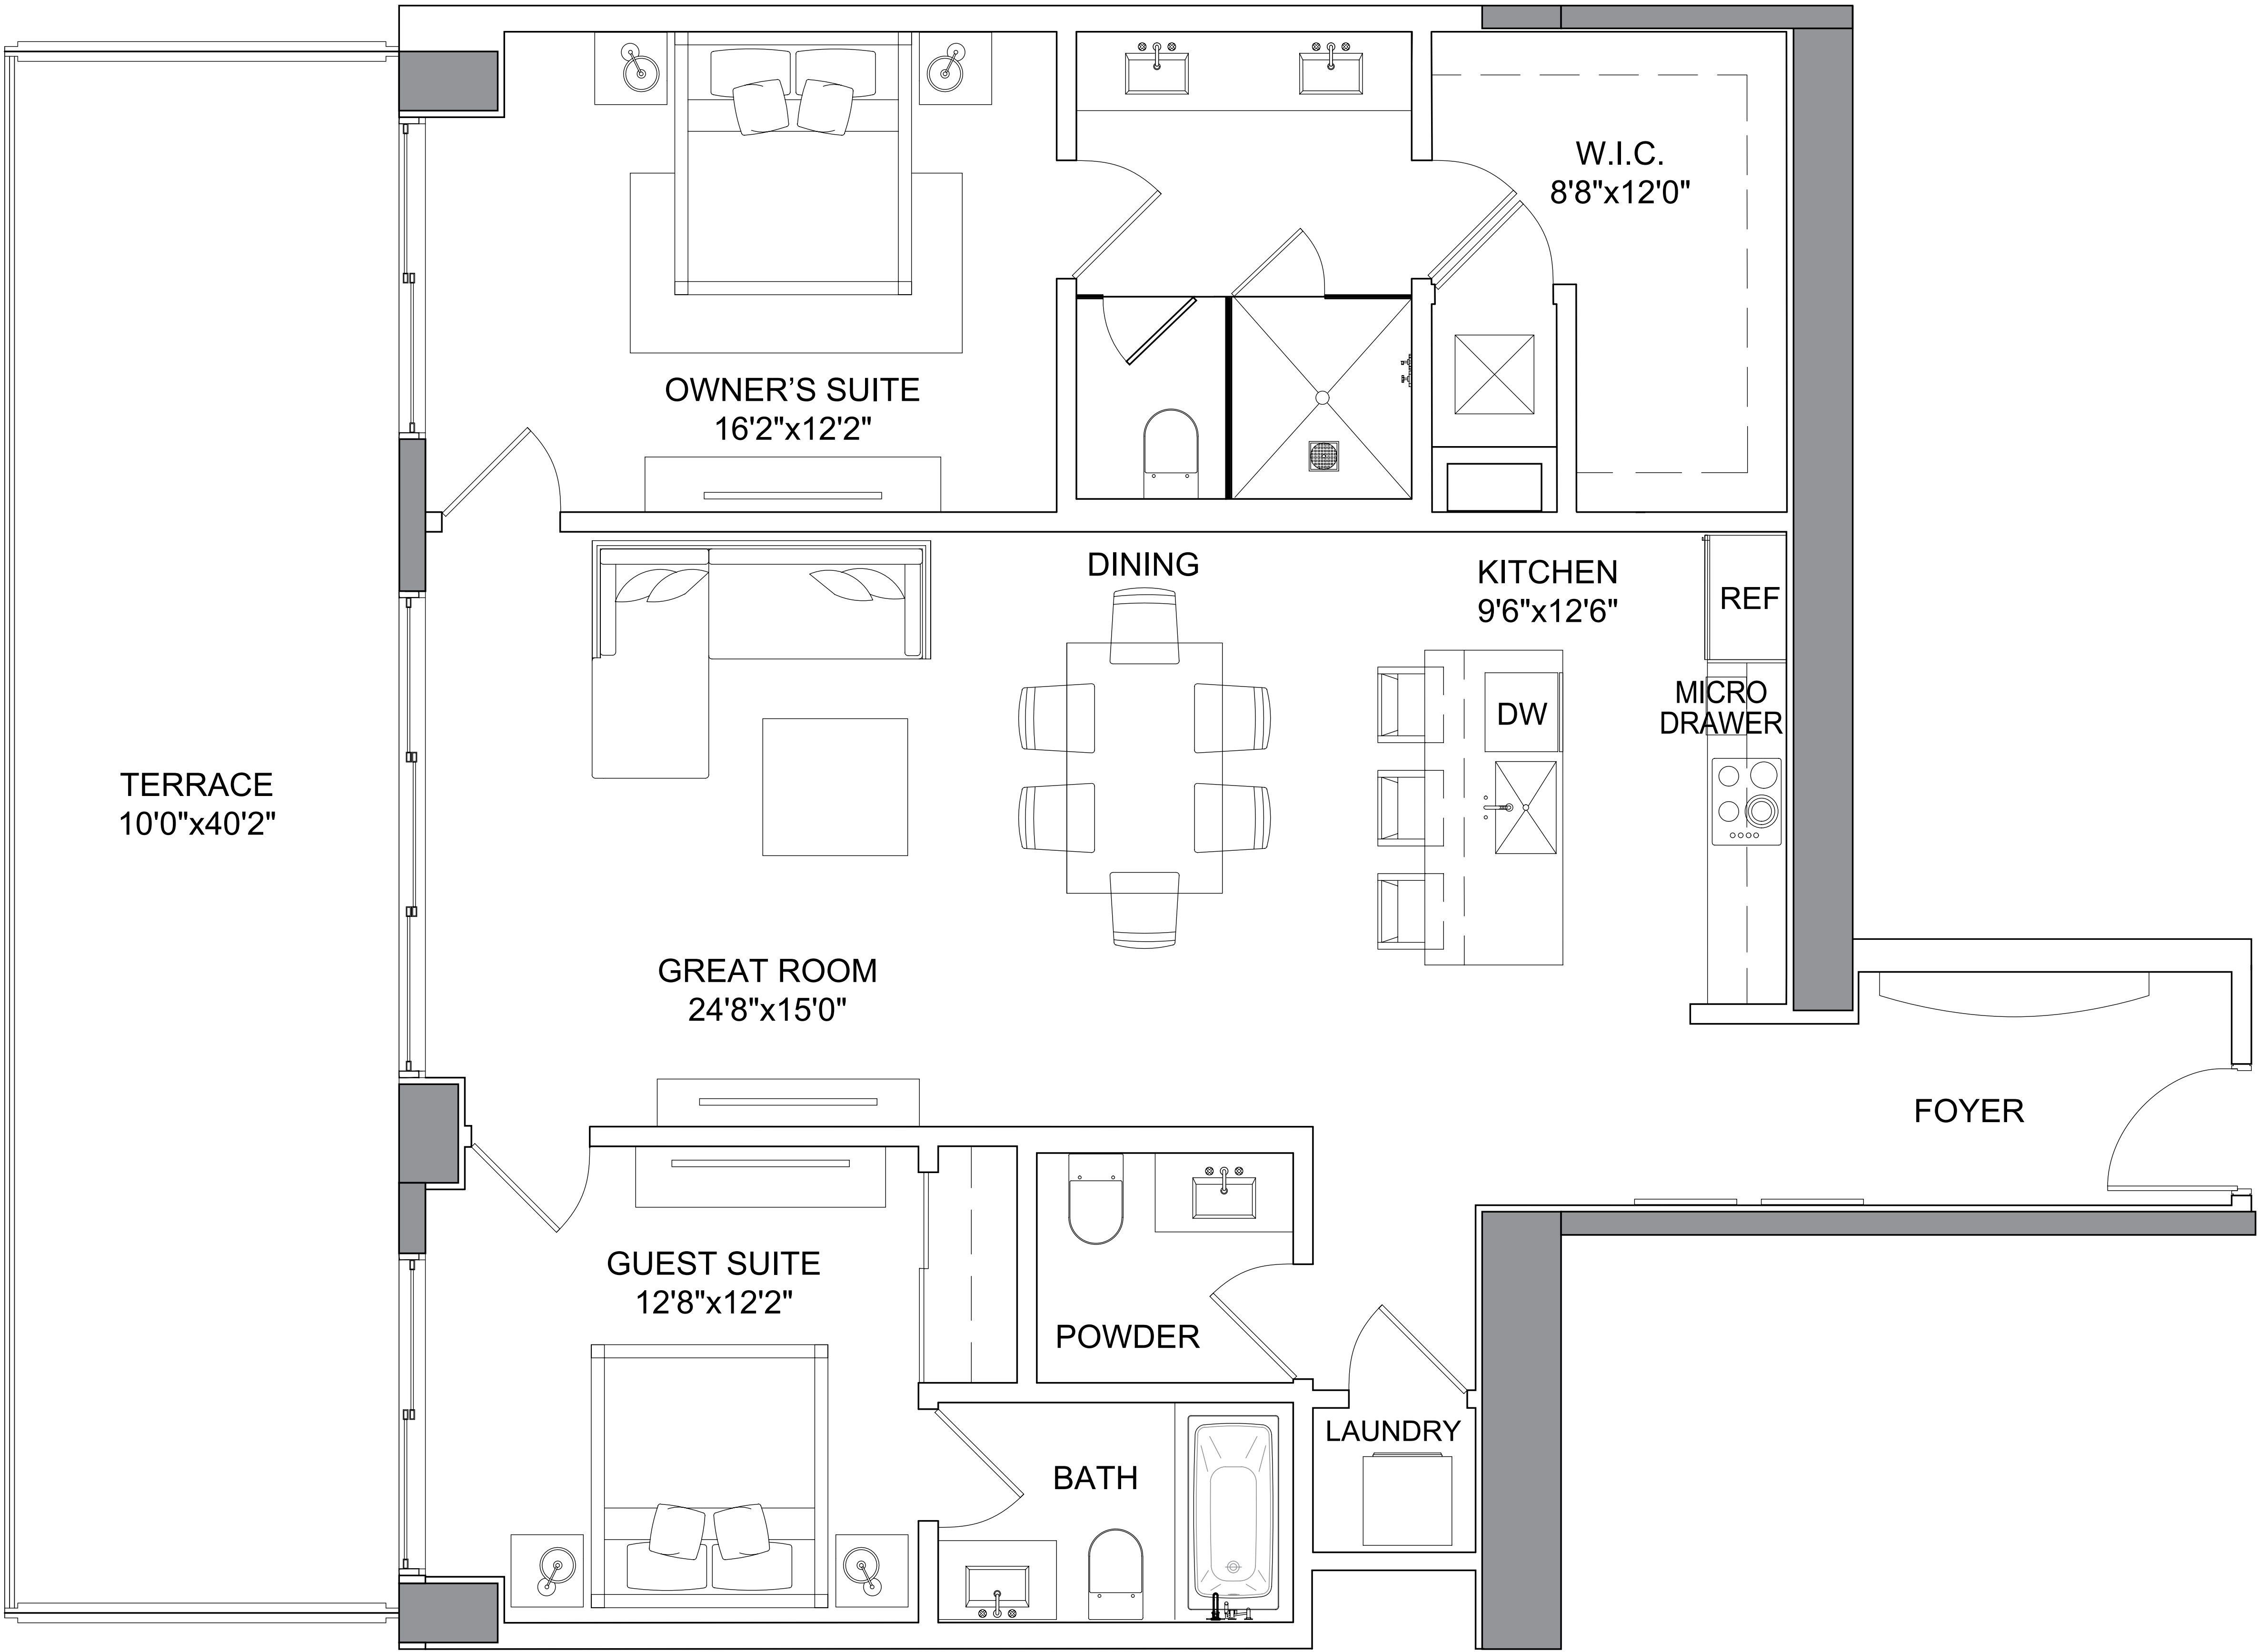 W.I.C.
8'8"x12'0"
OWNER’S SUITE
16'2"x12'2"
DINING
KITCHEN
9'6"x12'6"
REF
MICRO
DRAWER
DW
TERRACE
10'0"x40'2"
GREAT ROOM
24'8"x15'0"
FOYER
GUEST SUITE
12'8"x12'2"
POWDER
LAUNDRY
BATH